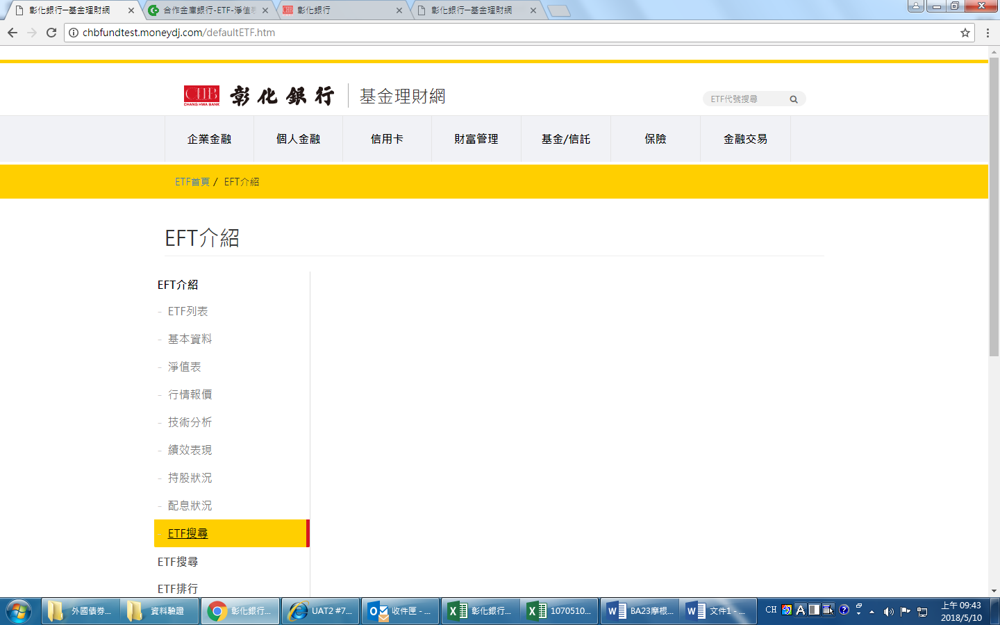 彰化銀行─基金理財網
合作金庫銀行-ETF-淨值
彰化銀行
彰化銀行─基金理財網
chbfundtest.moneydj.com/defaultETF.htm
CHB
CHANG HWA BANK
彰化銀行
基金理財網
ETF代號搜尋
企業金融
個人金融
信用卡
財富管理
基金/信託
保險
金融交易
ETF首頁 / EFT介紹
EFT介紹
EFT介紹
- ETF列表
- 基本資料
- 淨值表
- 行情報價
- 技術分析
- 績效表現
- 持股狀況
- 配息狀況
ETF搜尋
ETF搜尋
ETF排行
外國債券...
資料驗證
彰化銀行...
UAT2 #7...
收件匣 - ...
彰化銀行...
1070510...
BA23摩根...
文件1 - ...
CH
上午 09:43
2018/5/10